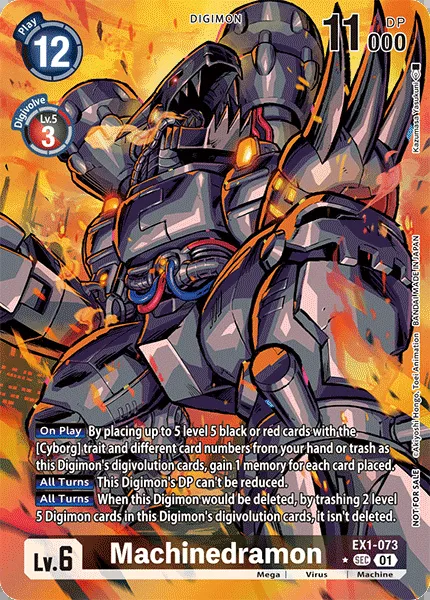 Play
12
DIGIMON
11000
DP
Digivolve
Lv.5
3
Kazumasa Yasukuni
©Akiyoshi Hongo, Toei Animation BANDAI MADE IN JAPAN
NOT FOR SALE
On Play By placing up to 5 level 5 black or red cards with the
[Cyborg] trait and different card numbers from your hand or trash as
this Digimon's digivolution cards, gain 1 memory for each card placed.
All Turns This Digimon's DP can't be reduced.
All Turns When this Digimon would be deleted, by trashing 2 level
5 Digimon cards in this Digimon's digivolution cards, it isn't deleted.
EX1-073
Lv.6 Machinedramon
★ SEC 01
Mega | Virus | Machine